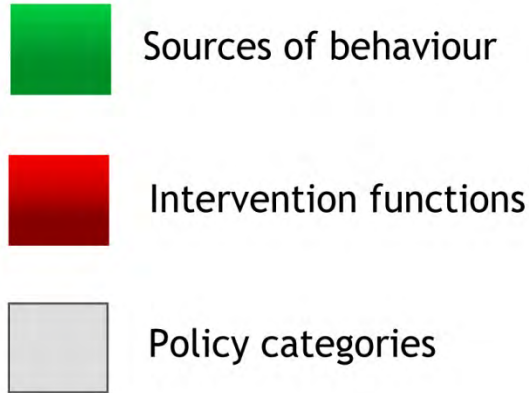 Sources of behaviour
Intervention functions
Policy categories